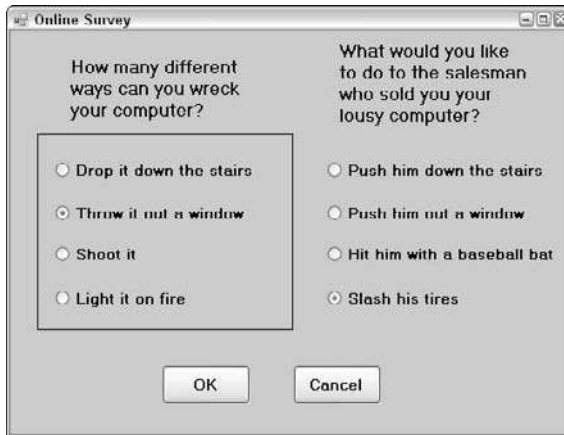 Online Survey
How many different
ways can you wreck
your computer?
Drop it down the stairs
Throw it out a window
Shoot it
Light it on fire
What would you like
to do to the salesman
who sold you your
lousy computer?
Push him down the stairs
Push him out a window
Hit him with a baseball bat
Slash his tires
OK
Cancel